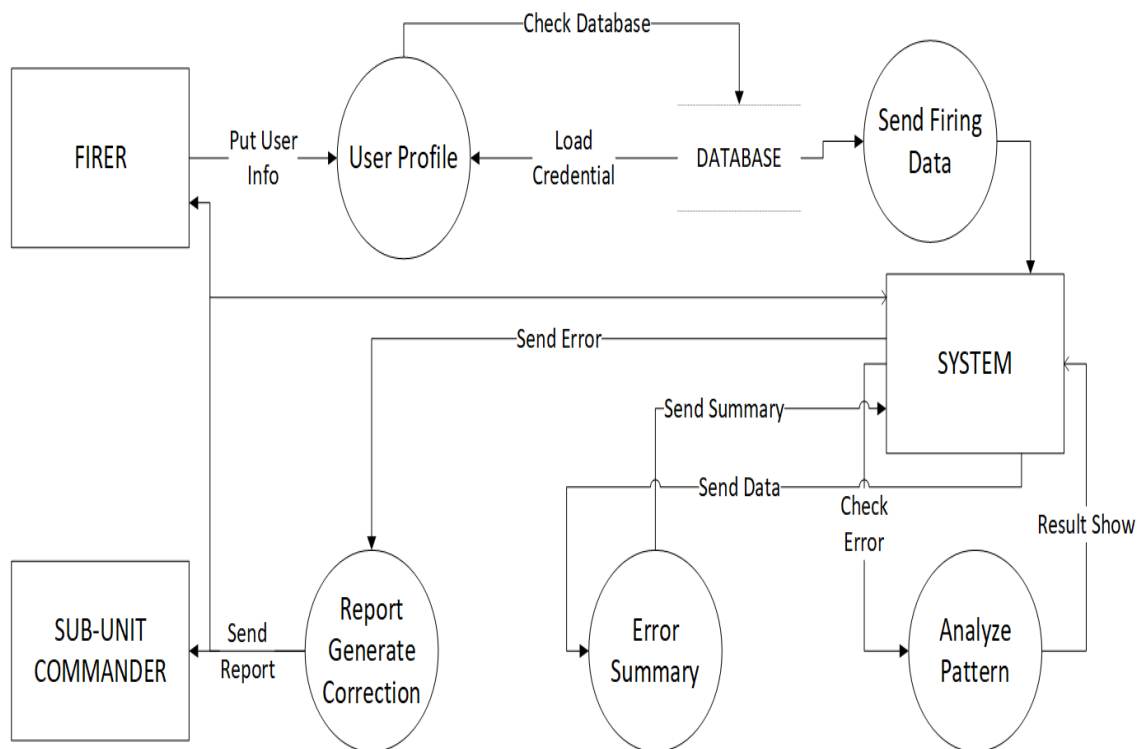 Check Database
FIRER
Put User
Info
User Profile
Load
Credential
DATABASE
Send Firing
Data
Send Error
SYSTEM
Send Summary
Send Data
Check
Error
Result Show
SUB-UNIT
COMMANDER
Send
Report
Report
Generate
Correction
Error
Summary
Analyze
Pattern